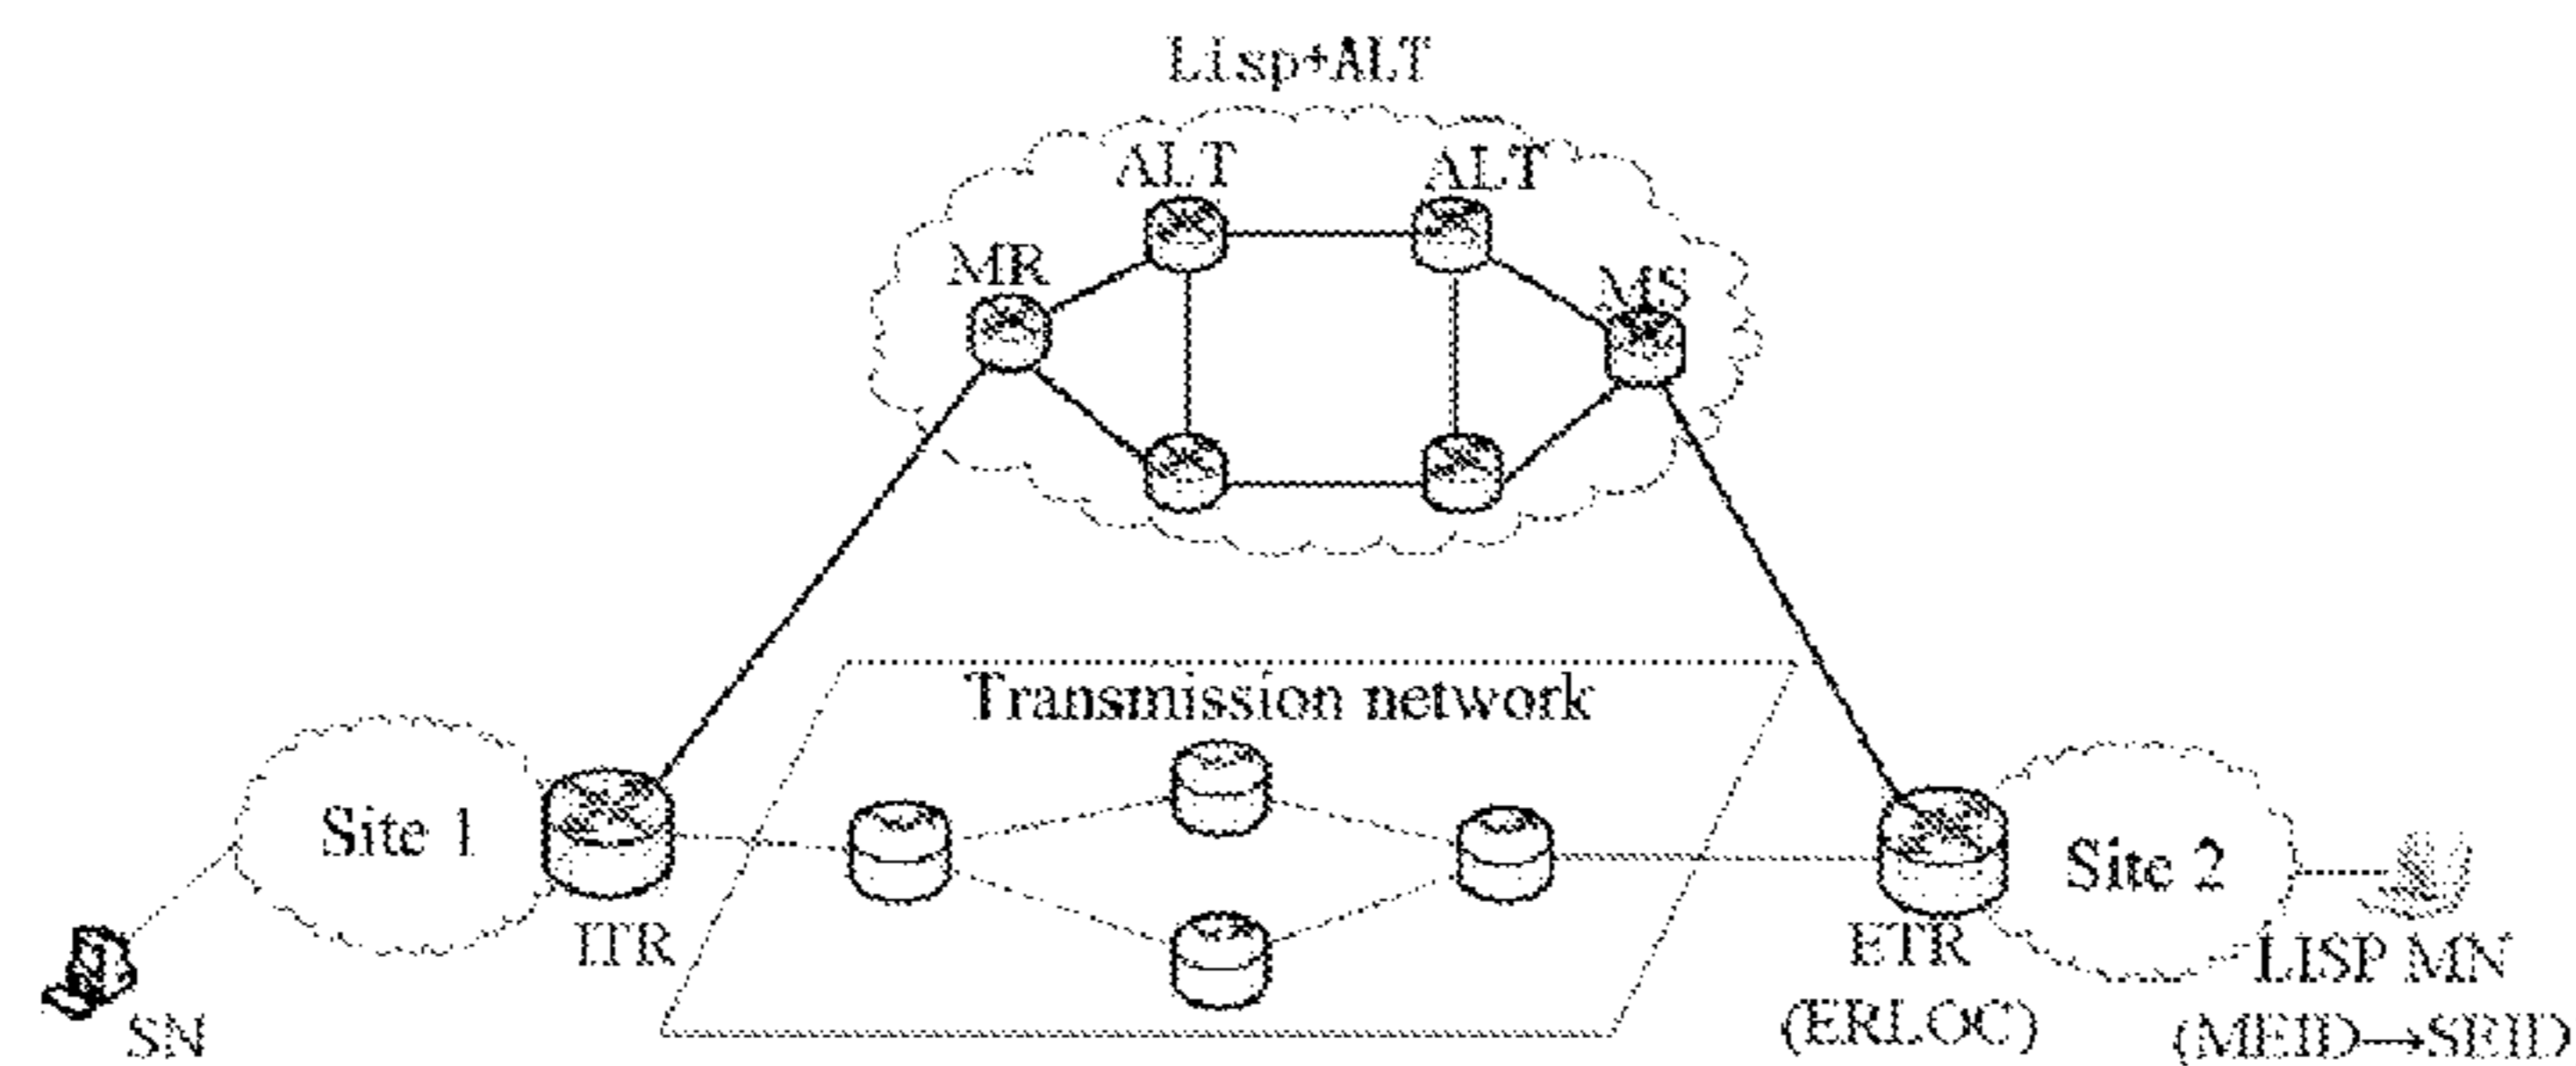 Lisp+ALT
ALT
ALT
MR
MS
Transmission network
Site 1
Site 2
ITR
ETR
(ERLOC)
LISP MN
(MEID→SEID
SN